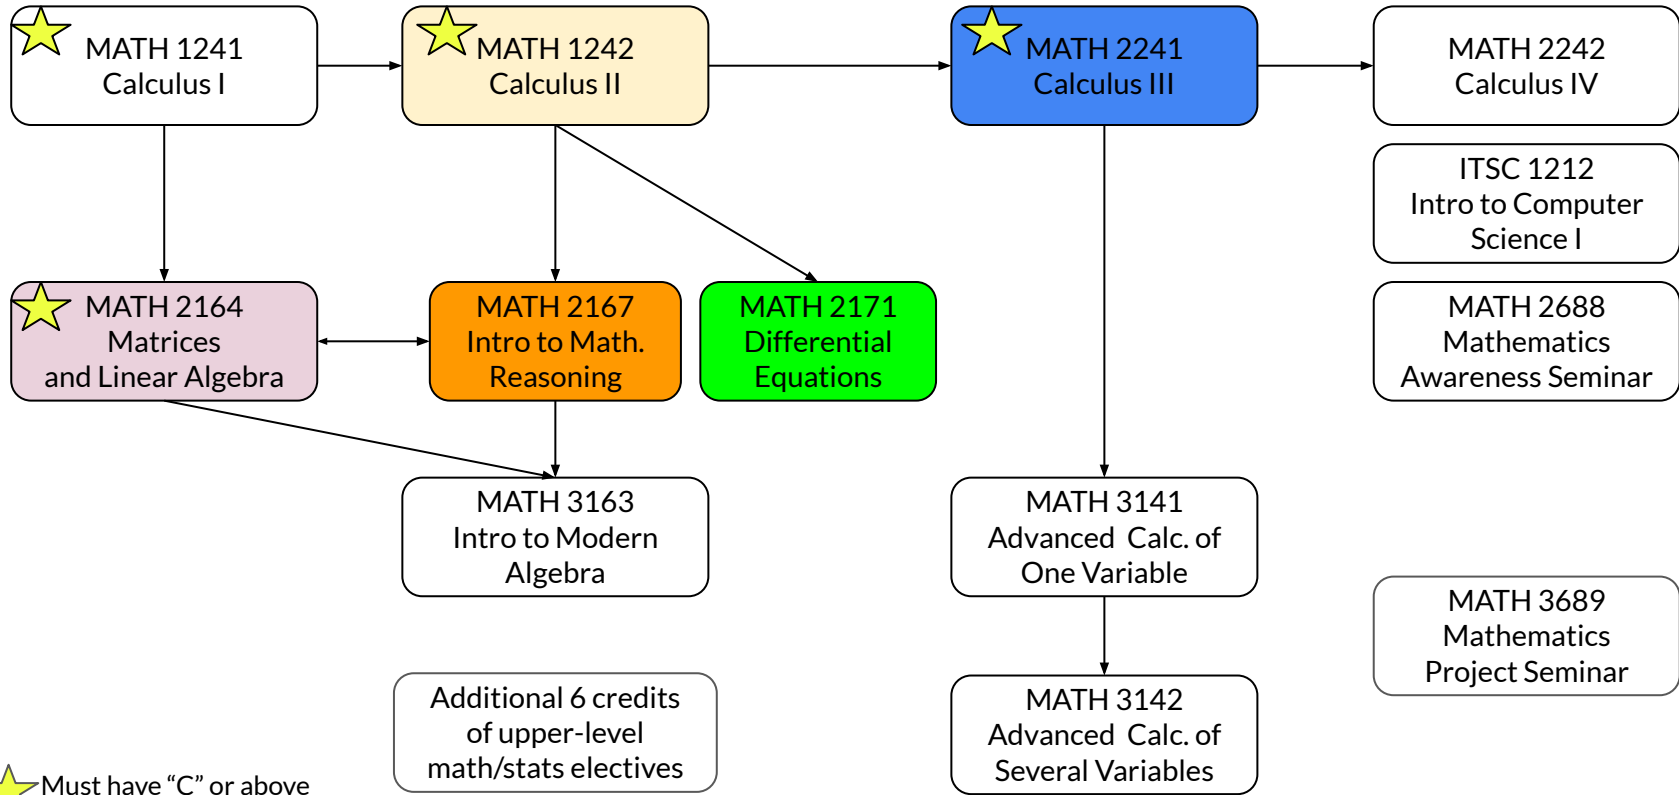 MATH 1241
Calculus I
MATH 1242
Calculus II
MATH 2241
Calculus III
MATH 2242
Calculus IV
ITSC 1212
Intro to Computer
Science I
MATH 2164
Matrices
and Linear Algebra
MATH 2167
Intro to Math.
Reasoning
MATH 2171
Differential
Equations
MATH 2688
Mathematics
Awareness Seminar
MATH 3163
Intro to Modern
Algebra
MATH 3141
Advanced Calc. of
One Variable
MATH 3689
Mathematics
Project Seminar
Additional 6 credits
of upper-level
math/stats electives
MATH 3142
Advanced Calc. of
Several Variables
Must have “C” or above